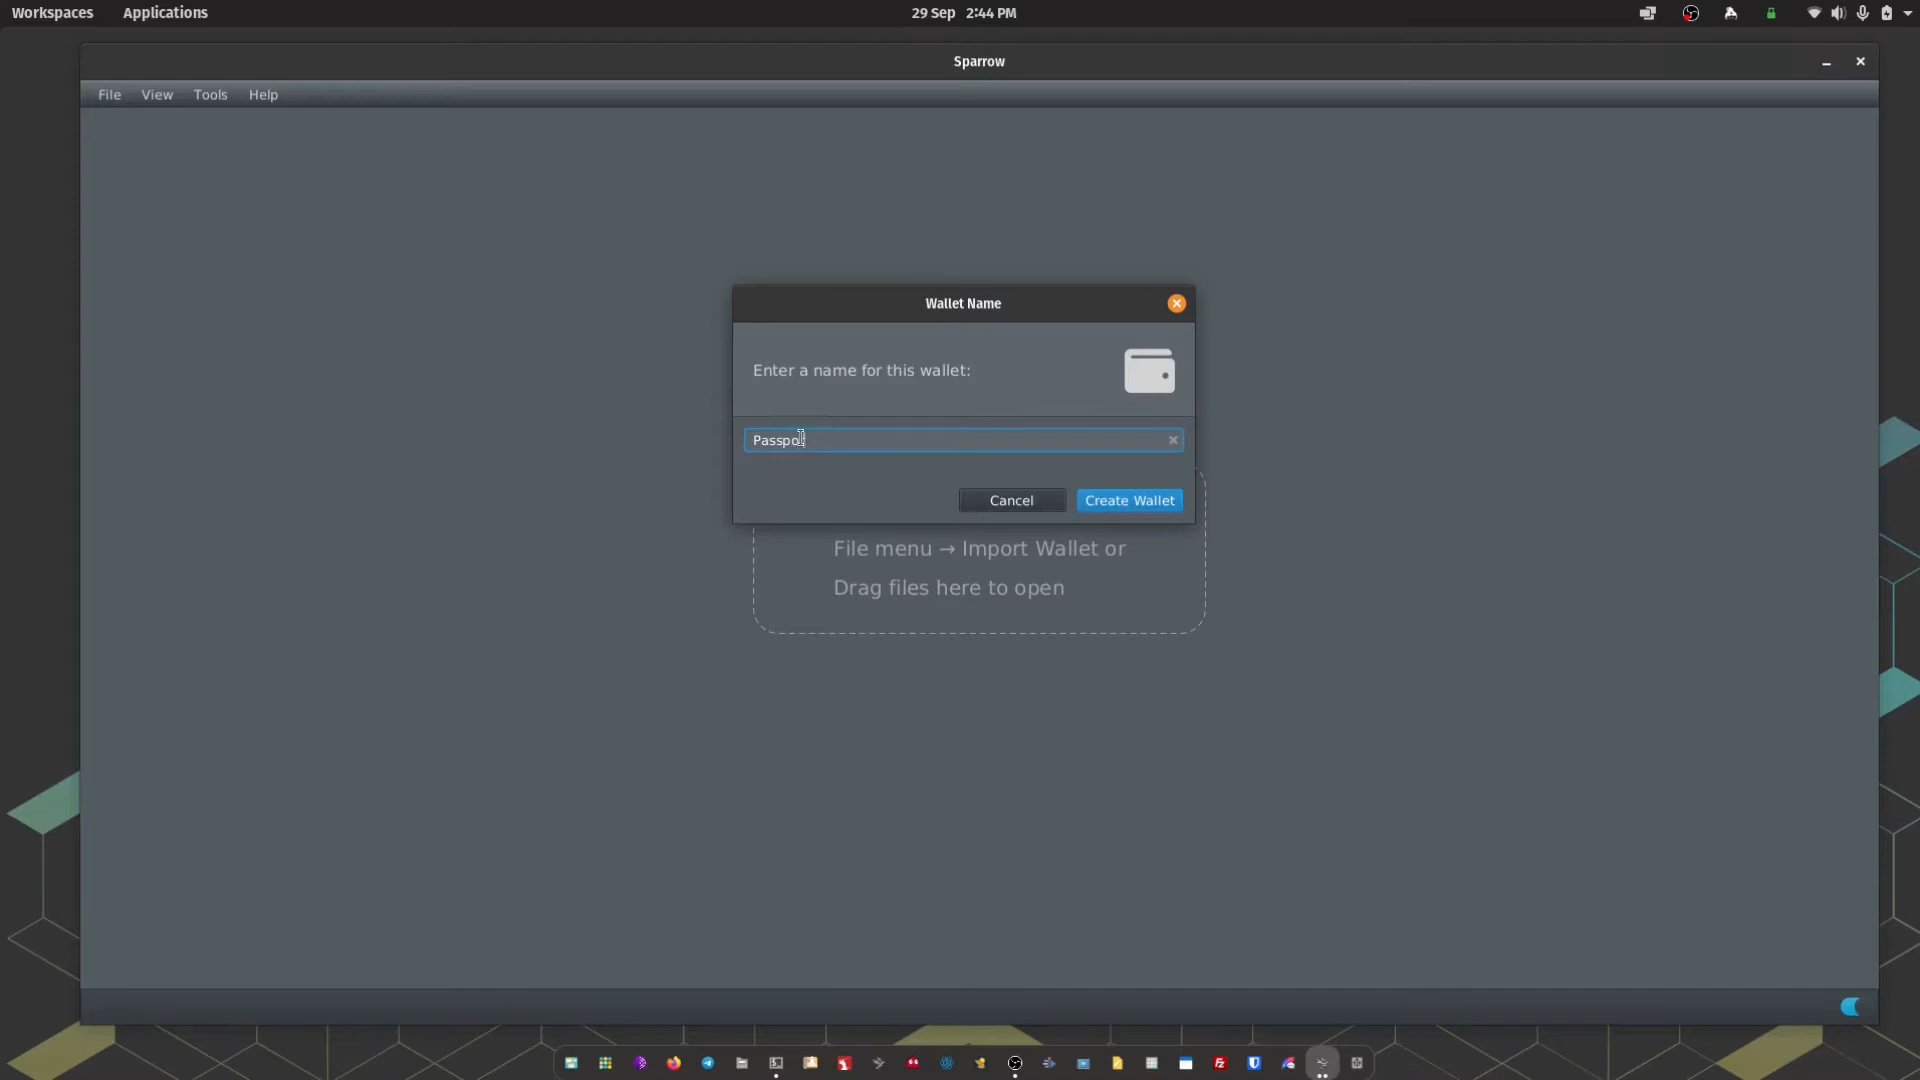 Workspaces Applications 29 Sep 2:44 PM
Sparrow
File View Tools Help
Wallet Name
Enter a name for this wallet:
Cancel Create Wallet
File menu → Import Wallet or
Drag files here to open